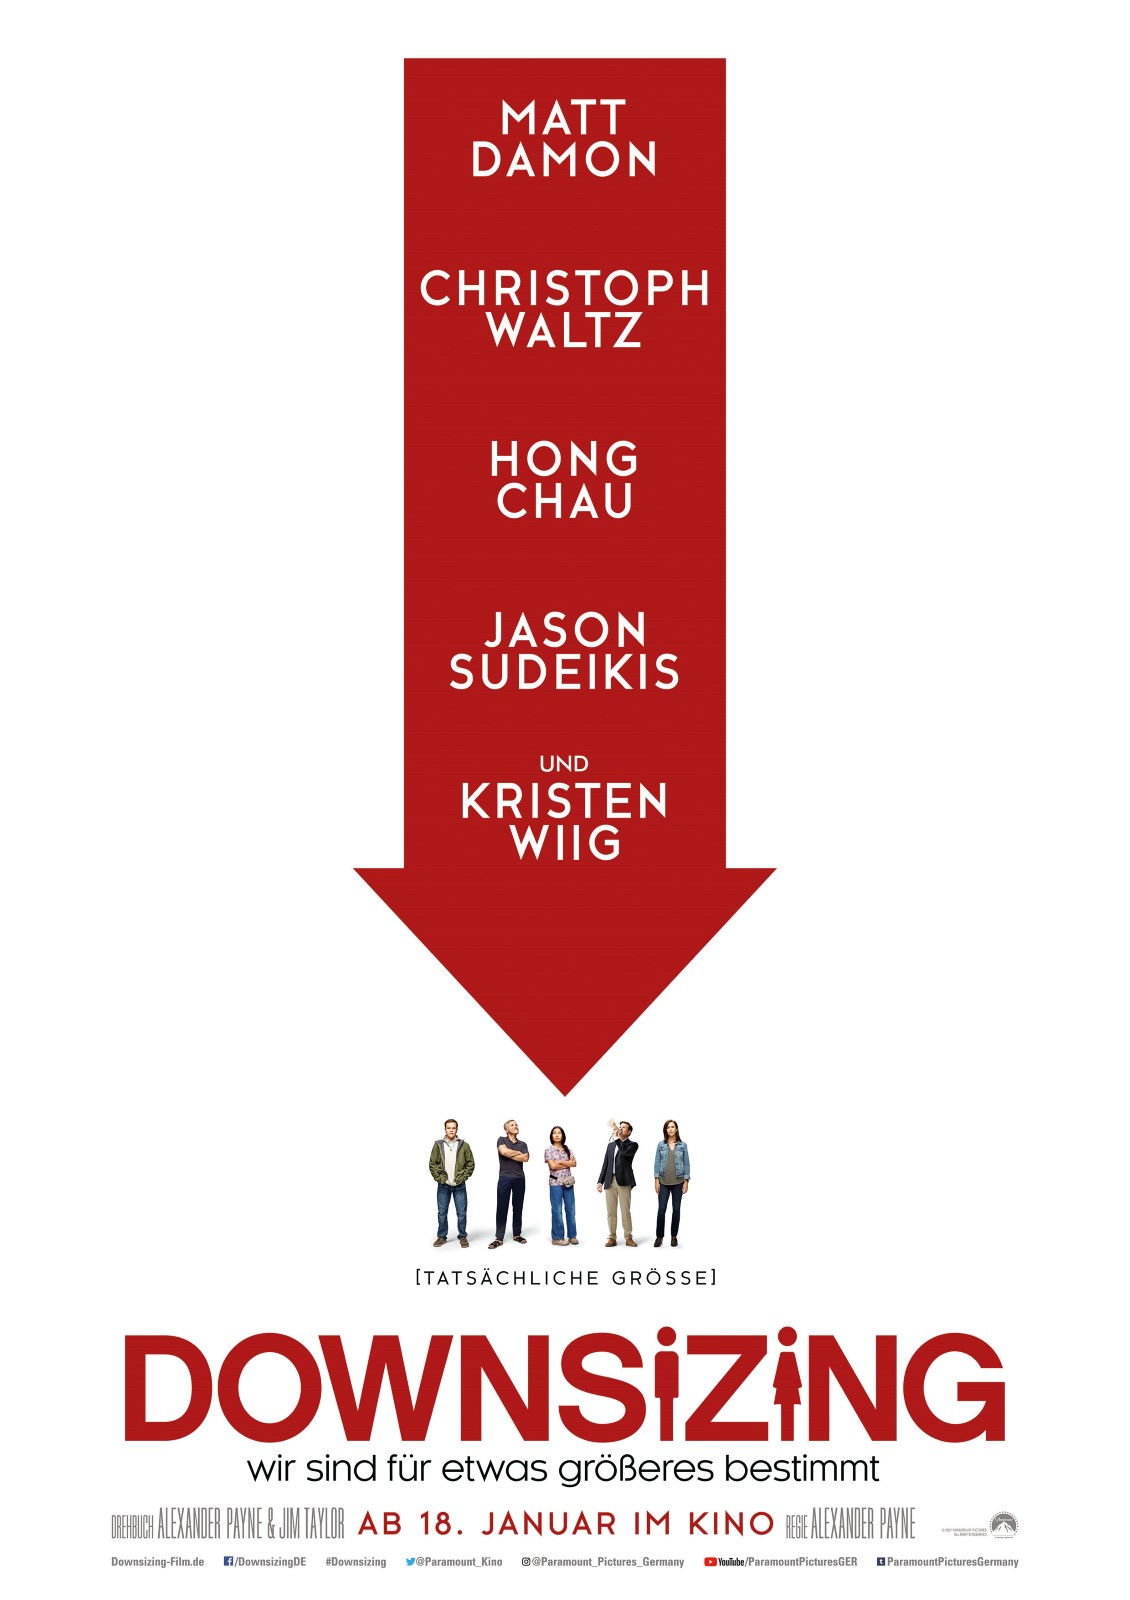 MATT
DAMON
CHRISTOPH
WALTZ
HONG
CHAU
JASON
SUDEIKIS
UND
KRISTEN
WIIG
[TATSÄCHLICHE GRÖSSE]
DOWNSiZiNG
wir sind für etwas größeres bestimmt
DREHBUCH ALEXANDER PAYNE & JIM TAYLOR AB 18. JANUAR IM KINO REGIE ALEXANDER PAYNE
Downsizing-Film.de /DownsizingDE #Downsizing @Paramount_Kino @Paramount_Pictures_Germany YouTube/ParamountPicturesGER ParamountPicturesGermany